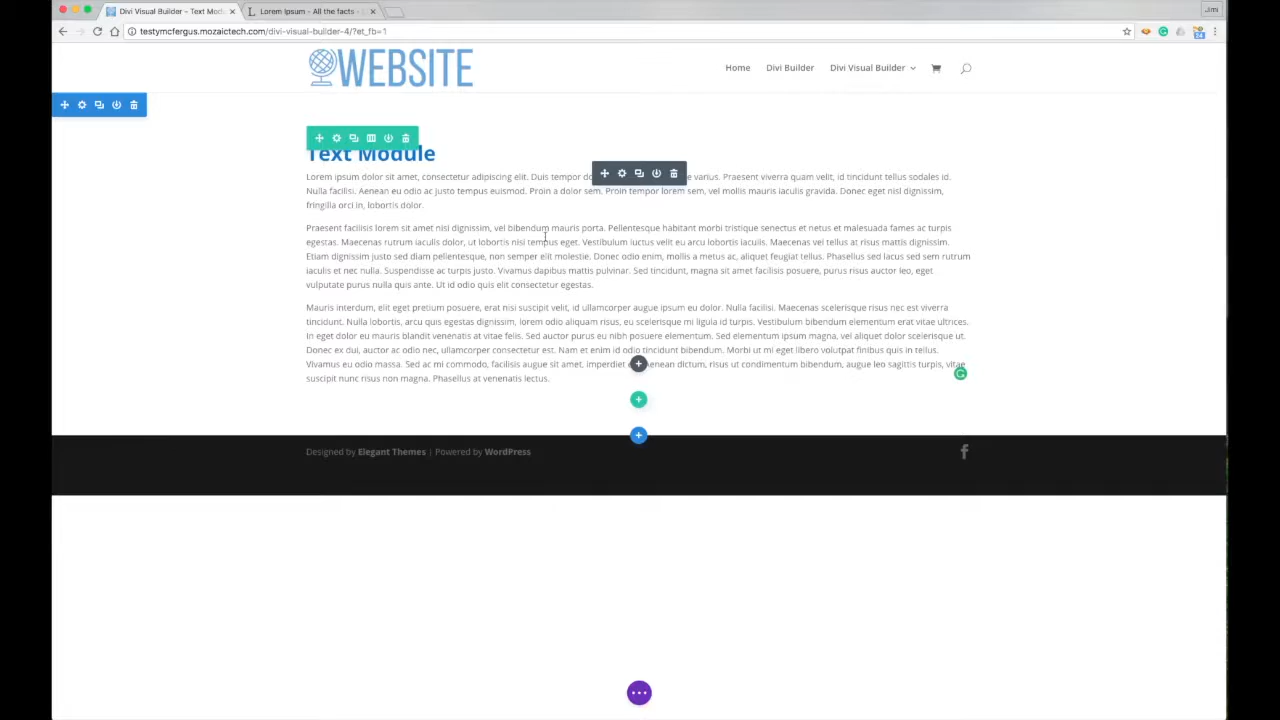 Divi Visual Builder – Text Modu
Lorem Ipsum - All the facts -
Jimi
testymcfergus.mozaictech.com/divi-visual-builder-4/?et_fb=1
WEBSITE
Home
Divi Builder
Divi Visual Builder
Text Module
Lorem ipsum dolor sit amet, consectetur adipiscing elit. Duis tempor do varius. Praesent viverra quam velit, id tincidunt tellus sodales id.
Nulla facilisi. Aenean eu odio ac justo tempus euismod. Proin a dolor sem. Proin tempor lorem sem, vel mollis mauris iaculis gravida. Donec eget nisl dignissim,
fringilla orci in, lobortis dolor.
Praesent facilisis lorem sit amet nisl dignissim, vel bibendum mauris porta. Pellentesque habitant morbi tristique senectus et netus et malesuada fames ac turpis
egestas. Maecenas rutrum iaculis dolor, ut lobortis nisi tempus eget. Vestibulum luctus velit eu arcu lobortis iaculis. Maecenas vel tellus at risus mattis dignissim.
Etiam dignissim justo sed diam pellentesque, non semper elit molestie. Donec odio enim, mollis a metus ac, aliquet feugiat tellus. Phasellus sed lacus sed sem rutrum
iaculis et nec nulla. Suspendisse ac turpis justo. Vivamus dapibus mattis pulvinar. Sed tincidunt, magna sit amet facilisis posuere, purus risus auctor leo, eget
vulputate purus nulla quis ante. Ut id odio quis elit consectetur egestas.
Mauris interdum, elit eget pretium posuere, erat nisi suscipit velit, id ullamcorper augue ipsum eu dolor. Nulla facilisi. Maecenas scelerisque risus nec est viverra
tincidunt. Nulla lobortis, arcu quis egestas dignissim, lorem odio aliquam risus, eu scelerisque mi ligula id turpis. Vestibulum bibendum elementum erat vitae ultrices.
In eget dolor eu mauris blandit venenatis at vitae felis. Sed auctor purus eu nibh posuere elementum. Sed elementum ipsum magna, vel aliquet dolor scelerisque ut.
Donec ex dui, auctor ac odio nec, ullamcorper consectetur est. Nam et enim id odio tincidunt bibendum. Morbi ut mi eget libero volutpat finibus quis in tellus.
Vivamus eu odio massa. Sed ac mi commodo, facilisis augue sit amet, imperdiet enean dictum, risus ut condimentum bibendum, augue leo sagittis turpis, vitae
suscipit nunc risus non magna. Phasellus at venenatis lectus.
Designed by Elegant Themes | Powered by WordPress